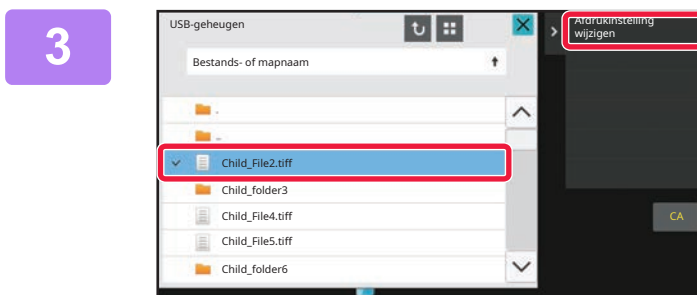 3
USB-geheugen
Afdrukinstelling
wijzigen
Bestands- of mapnaam
.
..
Child_File2.tiff
Child_folder3
Child_File4.tiff
Child_File5.tiff
Child_folder6
CA